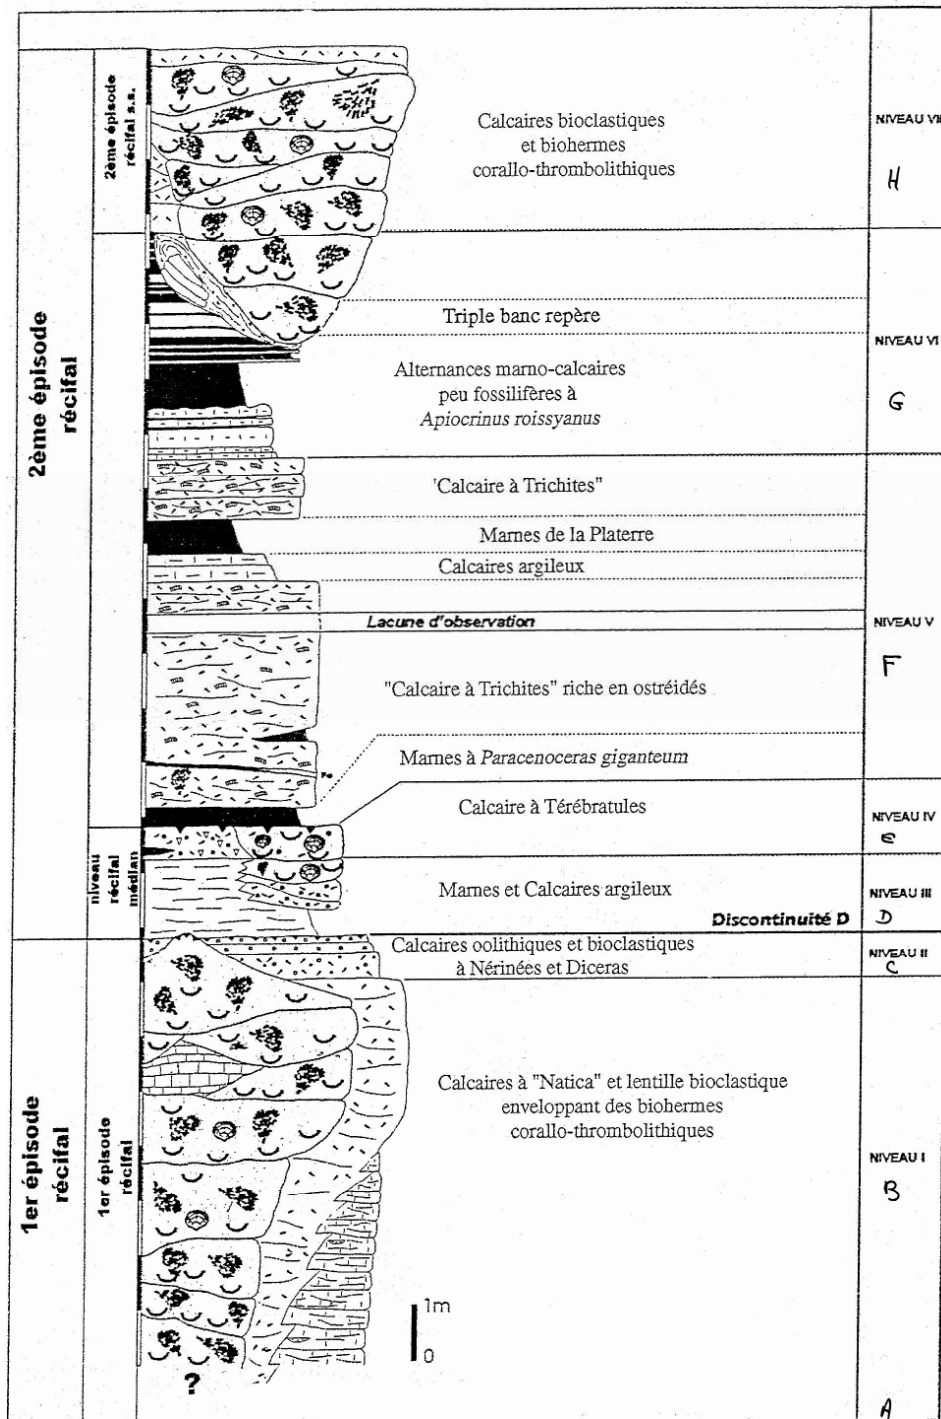 2ème épisode
récifal s.s.
Calcaires bioclastiques
et biohermes
corallo-thrombolithiques
NIVEAU VII
H
2ème épisode
récifal
Triple banc repère
NIVEAU VI
Alternances marno-calcaires
peu fossilifères à
Apiocrinus roissyanus
G
'Calcaire à Trichites"
Marnes de la Platerre
Calcaires argileux
Lacune d'observation
NIVEAU V
F
"Calcaire à Trichites" riche en ostréidés
Marnes à Paracenoceras giganteum
Calcaire à Térébratules
NIVEAU IV
E
niveau
récifal
médian
Marnes et Calcaires argileux
NIVEAU III
D
Discontinuité D
Calcaires oolithiques et bioclastiques
à Nérinées et Diceras
NIVEAU II
C
1er épisode
récifal
1er épisode
récifal
Calcaires à "Natica" et lentille bioclastique
enveloppant des biohermes
corallo-thrombolithiques
NIVEAU I
B
1m
0
?
A